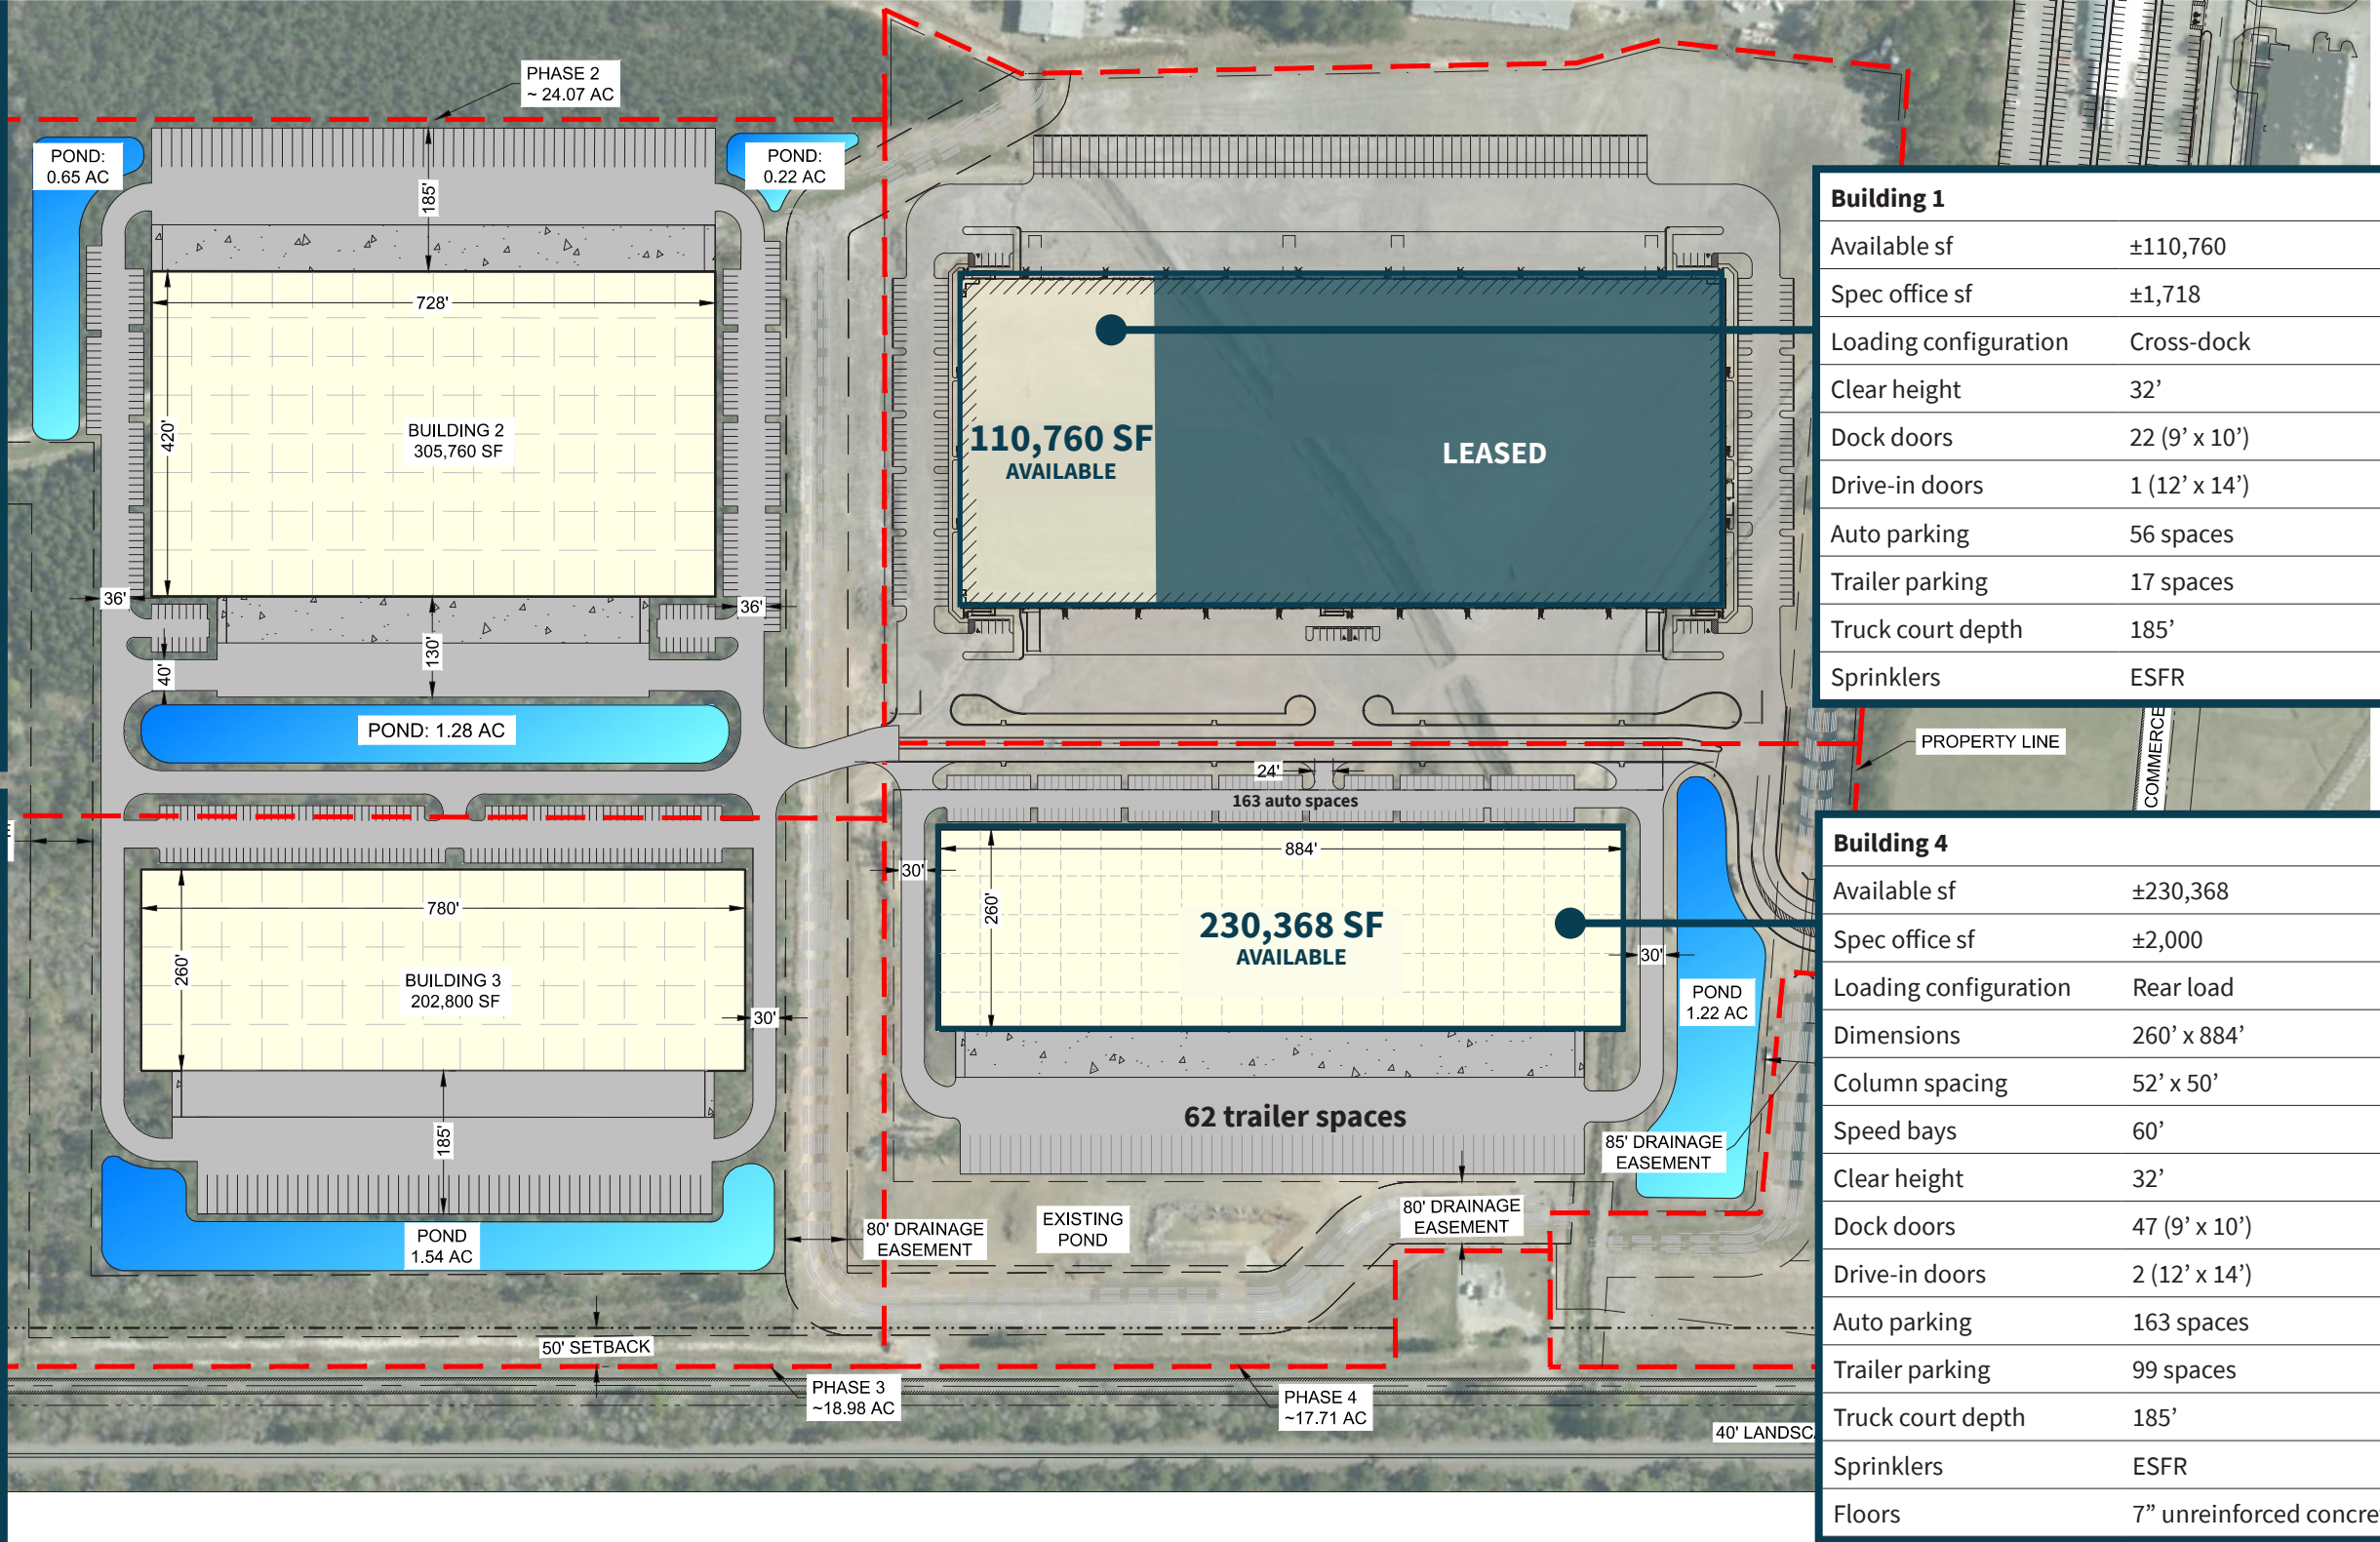 PHASE 2
~ 24.07 AC
POND:
0.65 AC
POND:
0.22 AC
185'
728'
420'
BUILDING 2
305,760 SF
36'
36'
130'
40'
POND: 1.28 AC
110,760 SF
AVAILABLE
LEASED
Building 1
Available sf ±110,760
Spec office sf ±1,718
Loading configuration Cross-dock
Clear height 32’
Dock doors 22 (9’ x 10’)
Drive-in doors 1 (12’ x 14’)
Auto parking 56 spaces
Trailer parking 17 spaces
Truck court depth 185’
Sprinklers ESFR
PROPERTY LINE
COMMERCE
24'
163 auto spaces
884'
30'
260'
230,368 SF
AVAILABLE
30'
POND
1.22 AC
780'
260'
BUILDING 3
202,800 SF
30'
185'
62 trailer spaces
85' DRAINAGE
EASEMENT
POND
1.54 AC
80' DRAINAGE
EASEMENT
EXISTING
POND
80' DRAINAGE
EASEMENT
50' SETBACK
PHASE 3
~18.98 AC
PHASE 4
~17.71 AC
40' LANDSC
Building 4
Available sf ±230,368
Spec office sf ±2,000
Loading configuration Rear load
Dimensions 260’ x 884’
Column spacing 52’ x 50’
Speed bays 60’
Clear height 32’
Dock doors 47 (9’ x 10’)
Drive-in doors 2 (12’ x 14’)
Auto parking 163 spaces
Trailer parking 99 spaces
Truck court depth 185’
Sprinklers ESFR
Floors 7” unreinforced concre